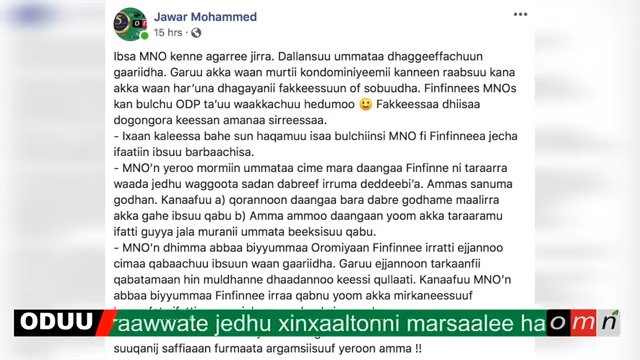 Jawar Mohammed
15 hrs ·
Ibsa MNO kenne agarree jirra. Dallansuu ummataa dhaggeeffachuun
gaariidha. Garuu akka waan murtii kondominiyeemii kanneen raabsuu kana
akka waan har'una dhagayanii fakkeessuun of sobuudha. Finfinnees MNOs
kan bulchu ODP ta'uu waakkachuu hedumoo 😀 Fakkeessaa dhiisaa
dogongora keessan amanaa sirreessaa.
- Ixaan kaleessa bahe sun haqamuu isaa bulchiinsi MNO fi Finfinneea jecha
ifaatiin ibsuu barbaachisa.
- MNO'n yeroo mormiin ummataa cime mara daangaa Finfinne ni tararra
waada jedhu waggoota sadan dabreef irruma deddeebi'a. Ammas sanuma
godhan. Kanaafuu a) qorannoon daangaa bara dabre godhame maalirra
akka gahe ibsuu qabu b) Amma ammoo daangaan yoom akka tararaamu
ifatti guyya jala muranii ummata beeksisuu qabu.
- MNO'n dhimma abbaa biyyummaa Oromiyaan Finfinnee irratti ejjannoo
cimaa qabaachuu ibsuun waan gaariidha. Garuu ejjannoon tarkaanfii
qabatamaan hin muldhanne dhaadannoo keessi qullaati. Kanaafuu MNO'n
abbaa biyyummaa Finfinnee irraa qabnu yoom akka mirkaneessuuf
ODUU raawwate jedhu xinxaaltonni marsaalee ha omn
suuqanij saffiaaan furmaata argamsiisuuf yeroon amma !!